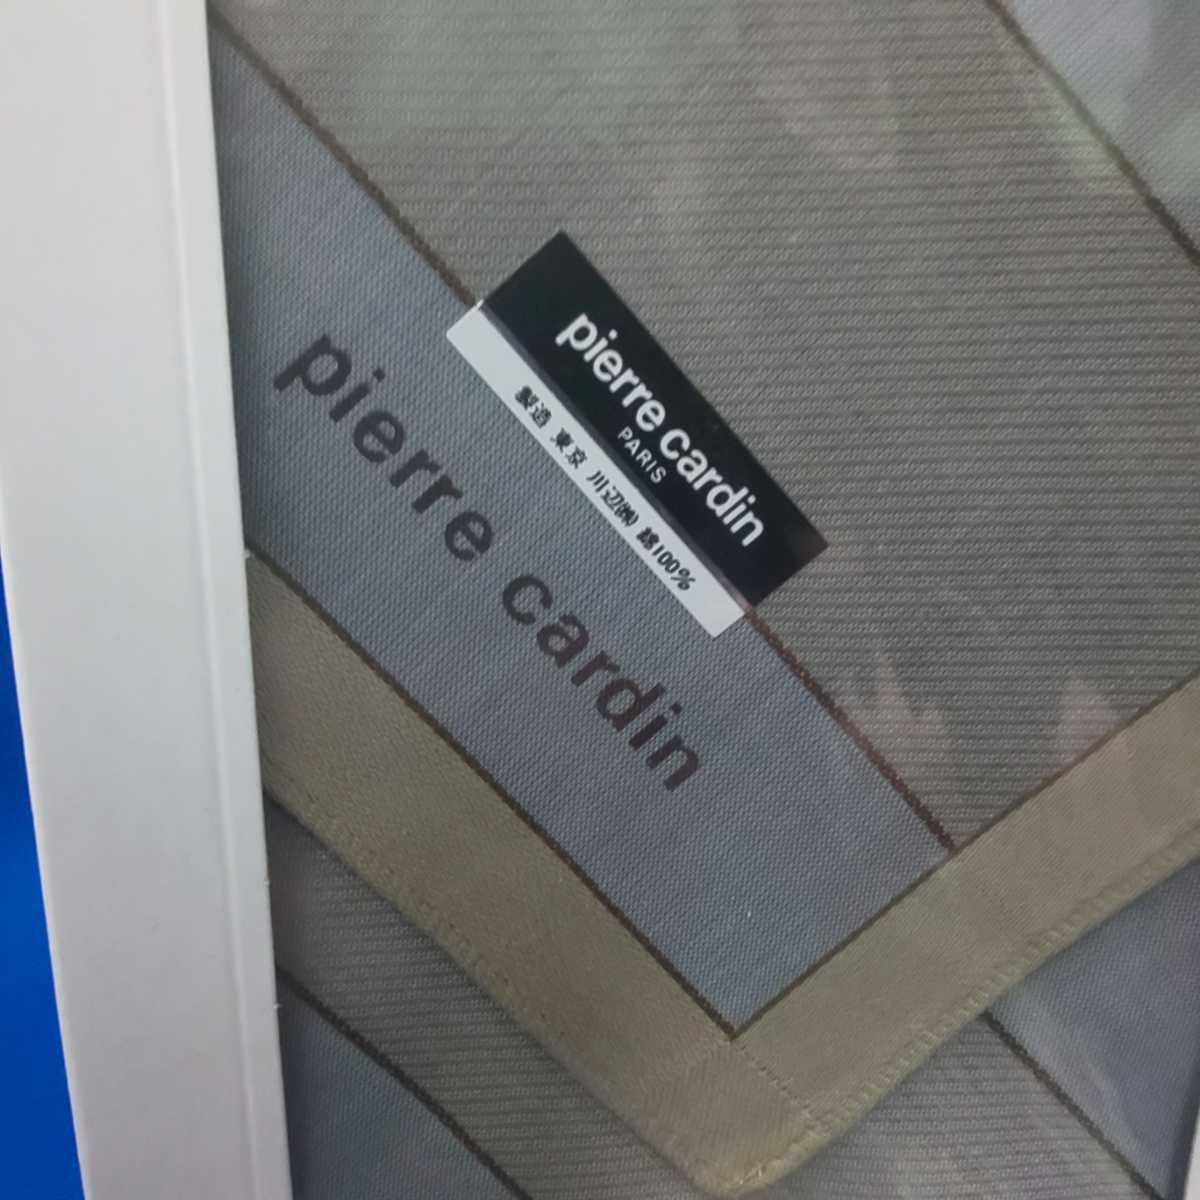 pierre cardin
PARIS
製造 東京 川辺㈱ 綿100%
pierre cardin